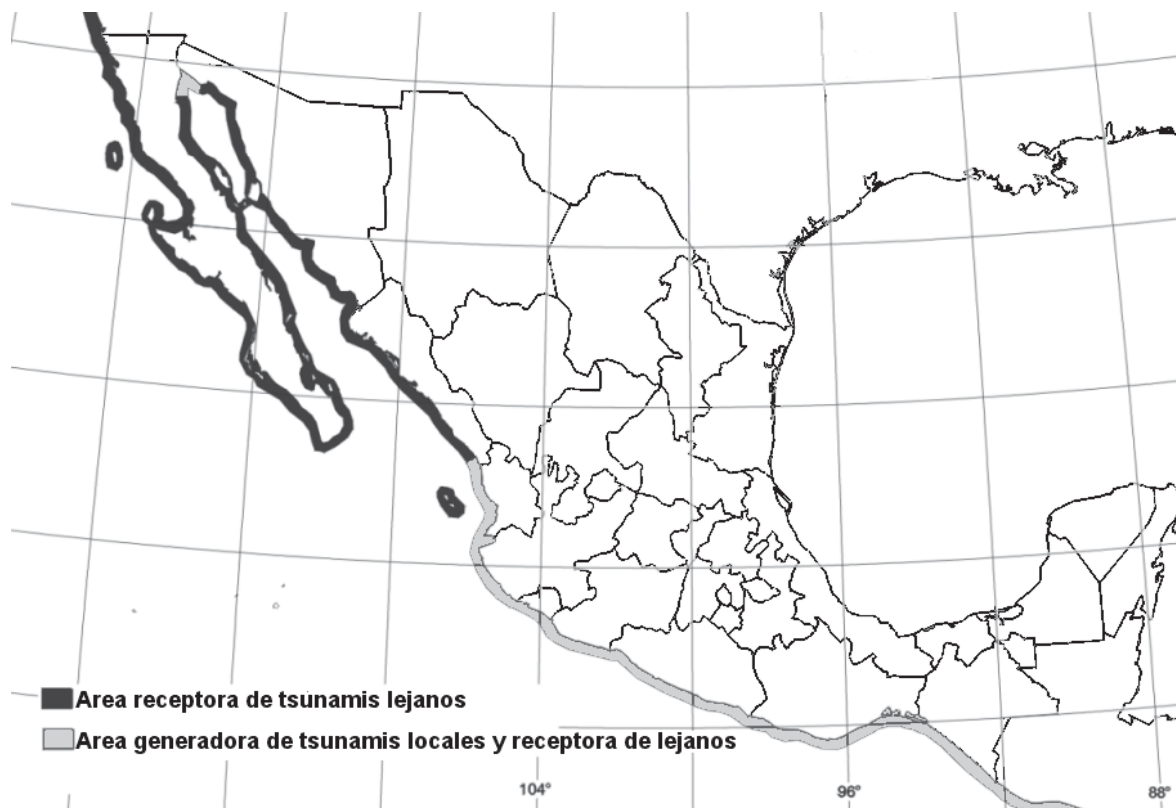 Area receptora de tsunamis lejanos
Area generadora de tsunamis locales y receptora de lejanos
104° 96° 88°